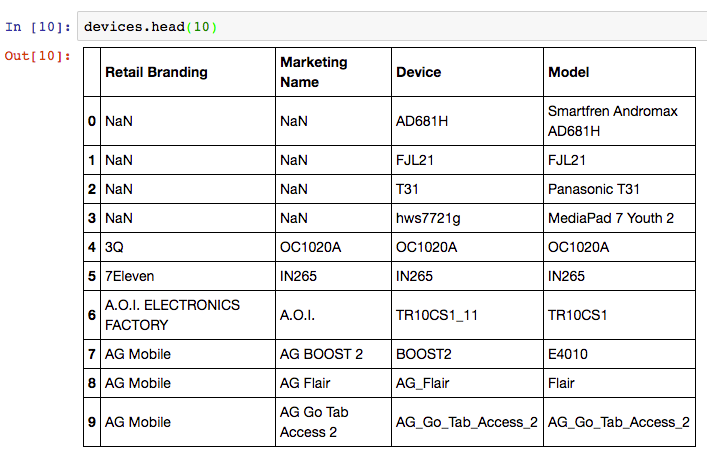 In [10]: devices.head(10)
Out[10]:
Retail Branding Marketing Name Device Model
0 NaN NaN AD681H Smartfren Andromax AD681H
1 NaN NaN FJL21 FJL21
2 NaN NaN T31 Panasonic T31
3 NaN NaN hws7721g MediaPad 7 Youth 2
4 3Q OC1020A OC1020A OC1020A
5 7Eleven IN265 IN265 IN265
6 A.O.I. ELECTRONICS FACTORY A.O.I. TR10CS1_11 TR10CS1
7 AG Mobile AG BOOST 2 BOOST2 E4010
8 AG Mobile AG Flair AG_Flair Flair
9 AG Mobile AG Go Tab Access 2 AG_Go_Tab_Access_2 AG_Go_Tab_Access_2